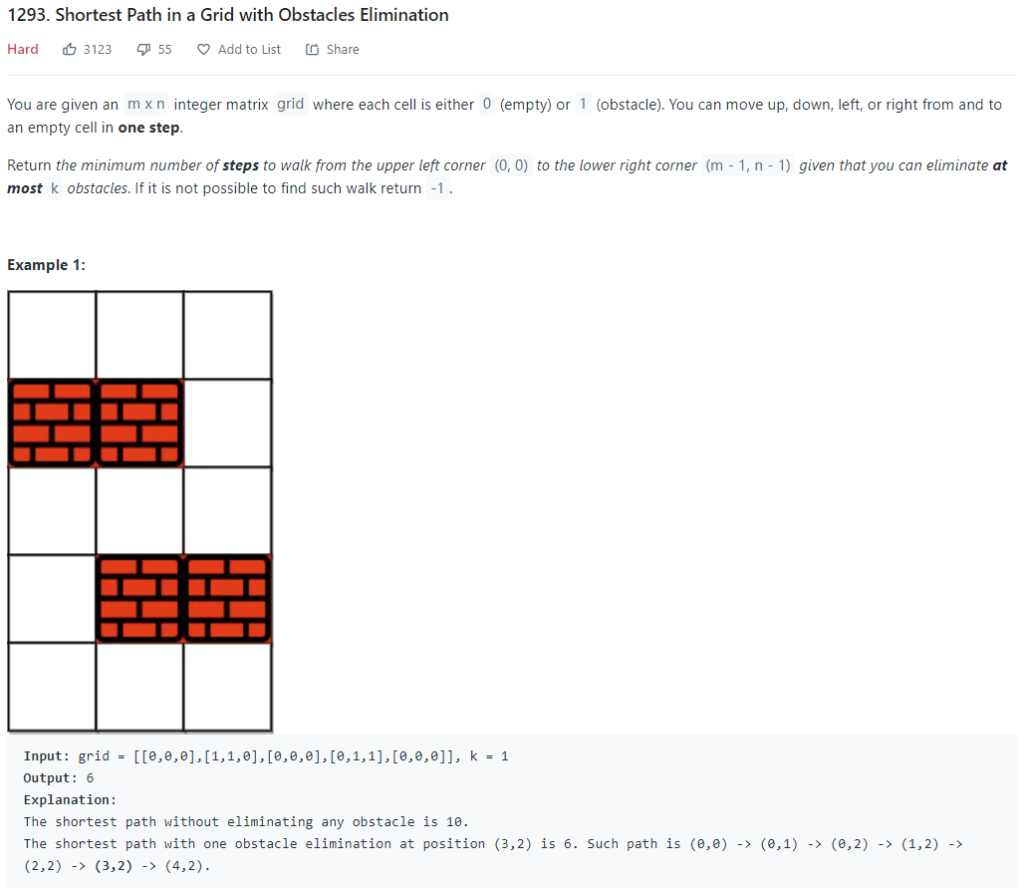 1293. Shortest Path in a Grid with Obstacles Elimination
Hard 3123 55 Add to List Share
You are given an m x n integer matrix grid where each cell is either 0 (empty) or 1 (obstacle). You can move up, down, left, or right from and to
an empty cell in one step.
Return the minimum number of steps to walk from the upper left corner (0, 0) to the lower right corner (m - 1, n - 1) given that you can eliminate at
most k obstacles. If it is not possible to find such walk return -1 .
Example 1:
Input: grid = [[0,0,0],[1,1,0],[0,0,0],[0,1,1],[0,0,0]], k = 1
Output: 6
Explanation:
The shortest path without eliminating any obstacle is 10.
The shortest path with one obstacle elimination at position (3,2) is 6. Such path is (0,0) -> (0,1) -> (0,2) -> (1,2) ->
(2,2) -> (3,2) -> (4,2).